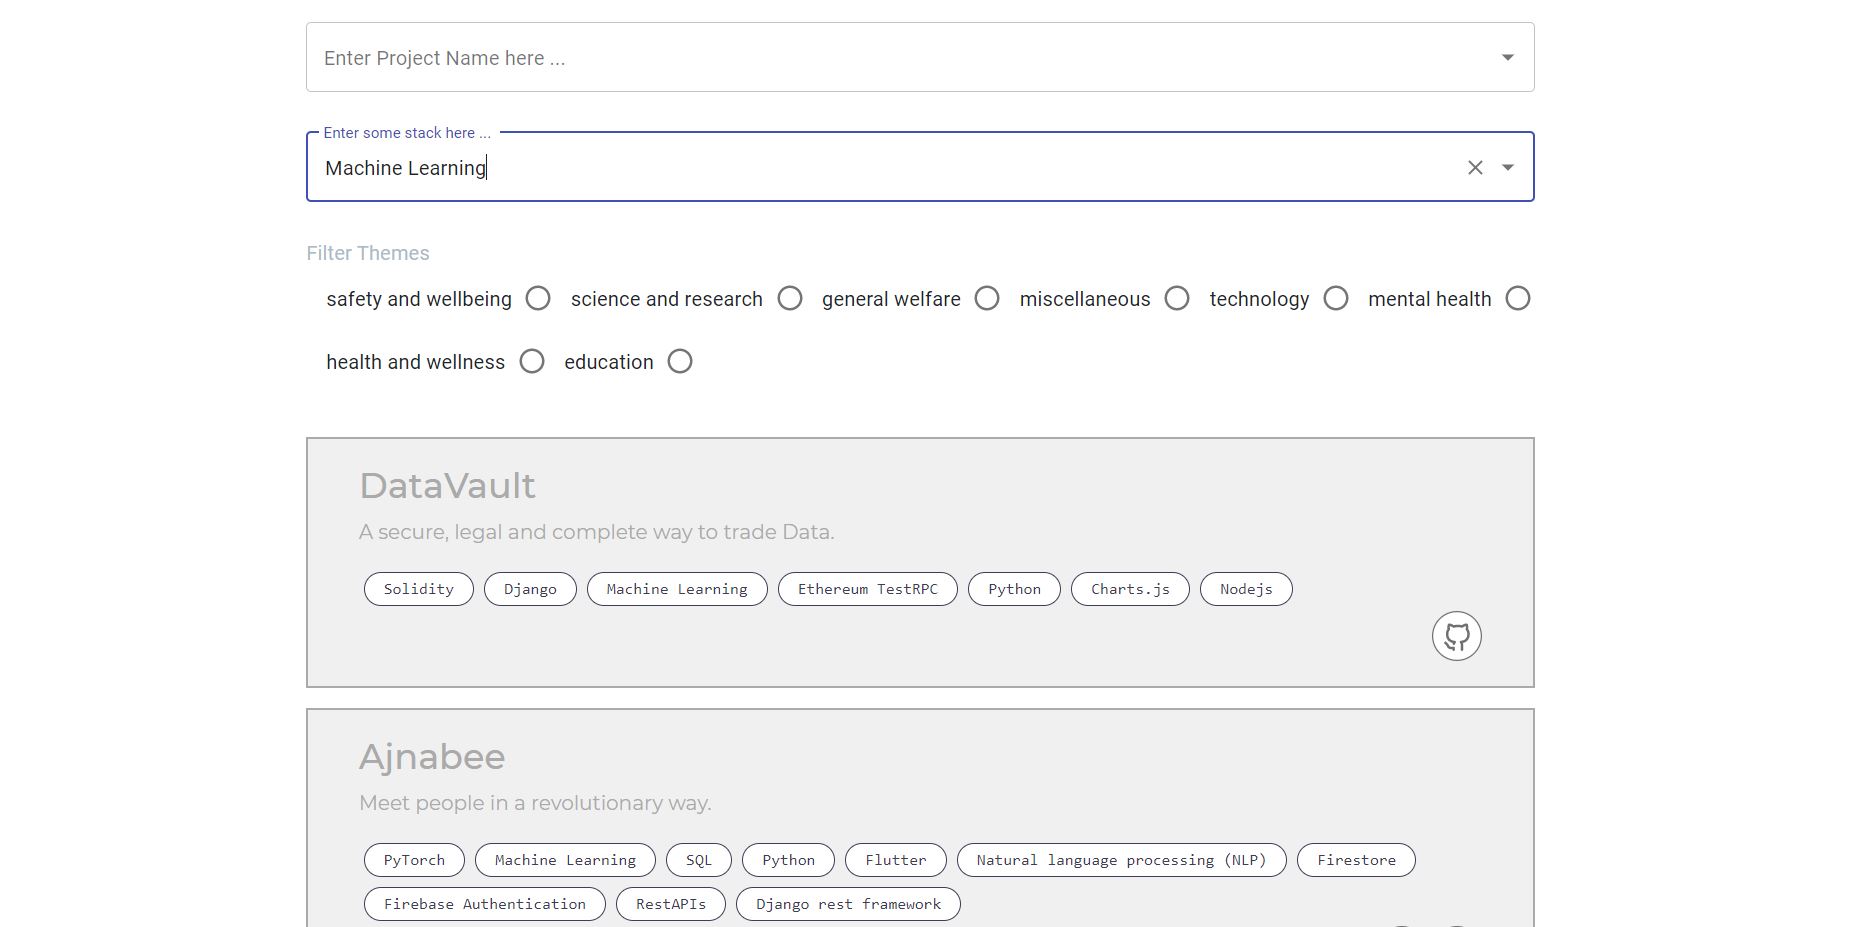 Enter Project Name here ...
Enter some stack here ...
Machine Learning
Filter Themes
safety and wellbeing science and research general welfare miscellaneous technology mental health
health and wellness education
DataVault
A secure, legal and complete way to trade Data.
Solidity Django Machine Learning Ethereum TestRPC Python Charts.js Nodejs
Ajnabee
Meet people in a revolutionary way.
PyTorch Machine Learning SQL Python Flutter Natural language processing (NLP) Firestore
Firebase Authentication RestAPIs Django rest framework